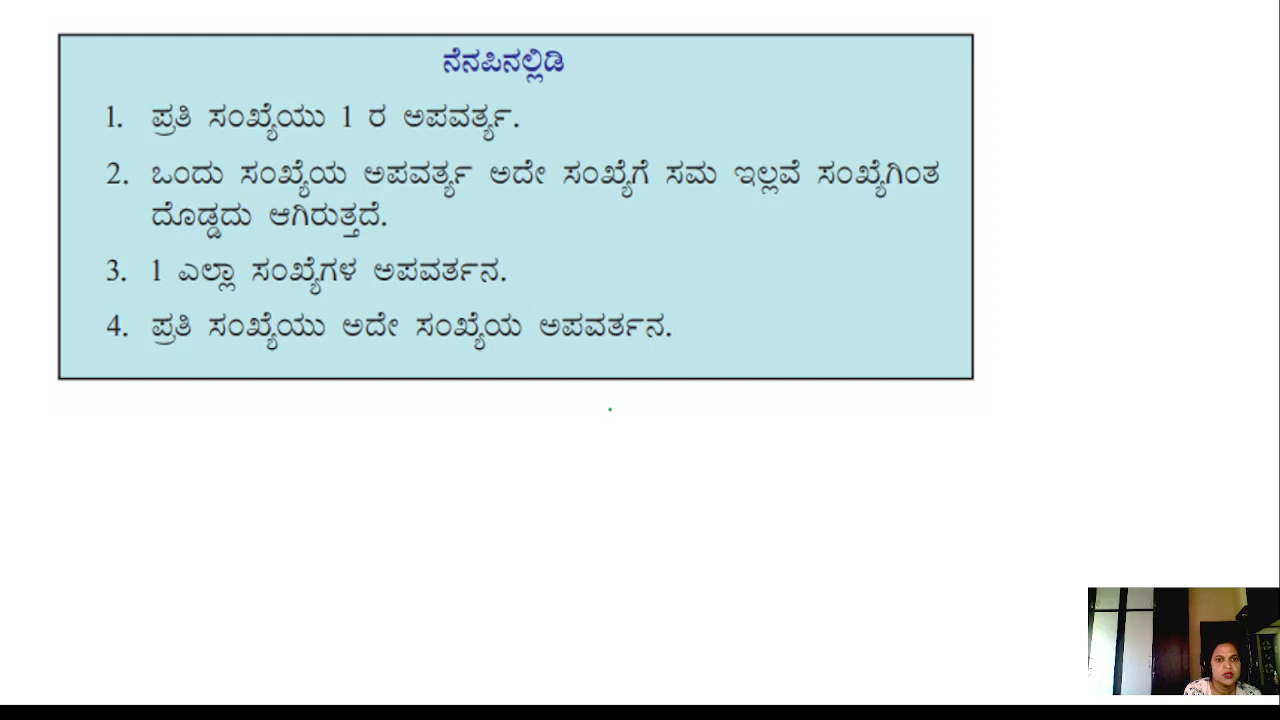 ನೆನಪಿನಲ್ಲಿಡಿ
1. ಪ್ರತಿ ಸಂಖ್ಯೆಯು 1 ರ ಅಪವರ್ತ್ಯ.
2. ಒಂದು ಸಂಖ್ಯೆಯ ಅಪವರ್ತ್ಯ ಅದೇ ಸಂಖ್ಯೆಗೆ ಸಮ ಇಲ್ಲವೆ ಸಂಖ್ಯೆಗಿಂತ
ದೊಡ್ಡದು ಆಗಿರುತ್ತದೆ.
3. 1 ಎಲ್ಲಾ ಸಂಖ್ಯೆಗಳ ಅಪವರ್ತನ.
4. ಪ್ರತಿ ಸಂಖ್ಯೆಯು ಅದೇ ಸಂಖ್ಯೆಯ ಅಪವರ್ತನ.